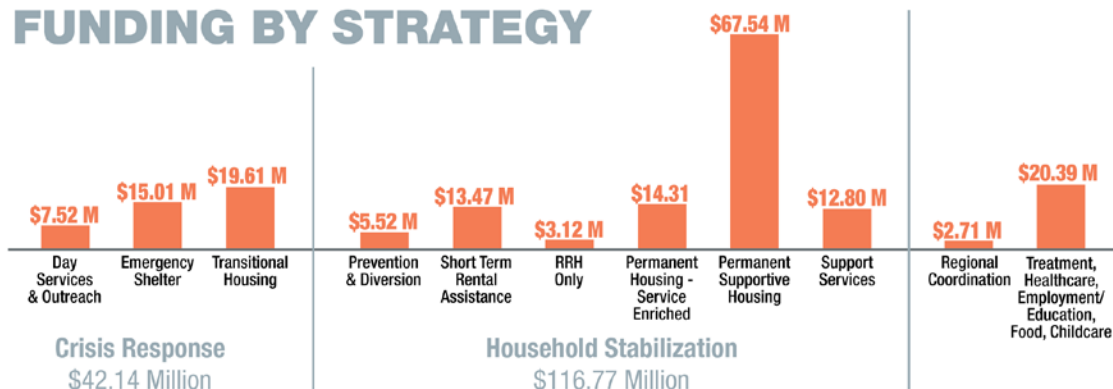 FUNDING BY STRATEGY
$7.52 M
$15.01 M
$19.61 M
$5.52 M
$13.47 M
$3.12 M
$14.31
$67.54 M
$12.80 M
$2.71 M
$20.39 M
Day
Services
& Outreach
Emergency
Shelter
Transitional
Housing
Prevention
& Diversion
Short Term
Rental
Assistance
RRH
Only
Permanent
Housing -
Service
Enriched
Permanent
Supportive
Housing
Support
Services
Regional
Coordination
Treatment,
Healthcare,
Employment/
Education,
Food, Childcare
Crisis Response
$42.14 Million
Household Stabilization
$116.77 Million